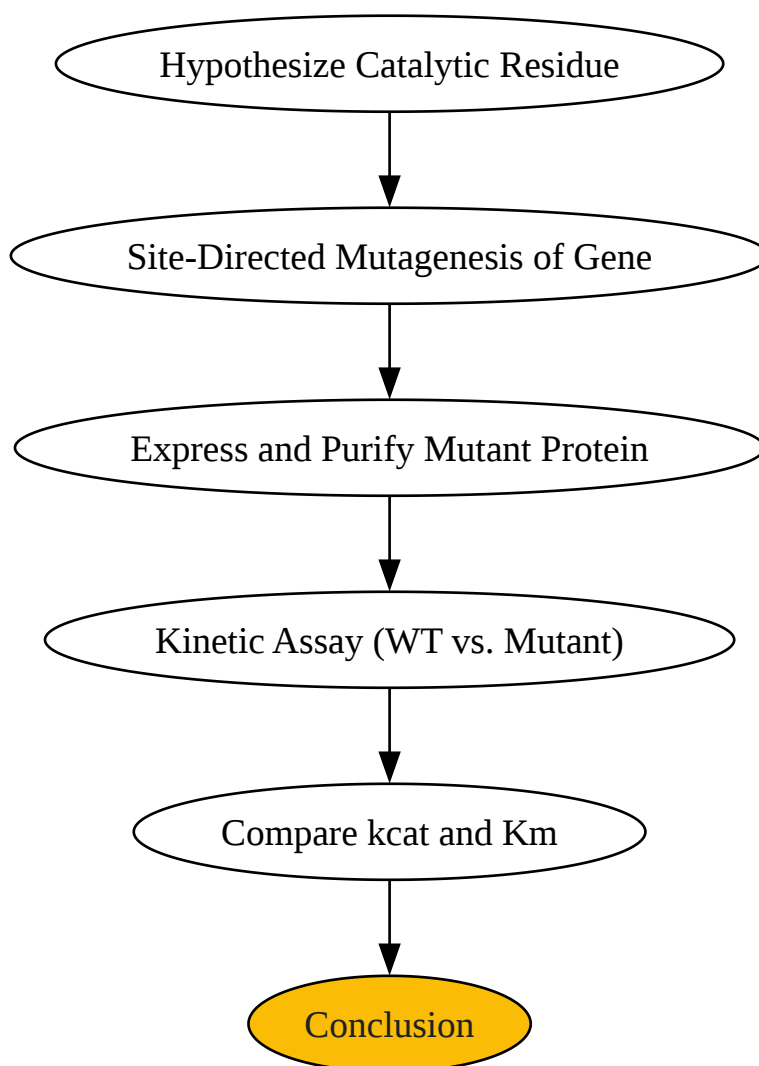 Hypothesize Catalytic Residue
Site-Directed Mutagenesis of Gene
Express and Purify Mutant Protein
Kinetic Assay (WT vs. Mutant)
Compare kcat and Km
Conclusion